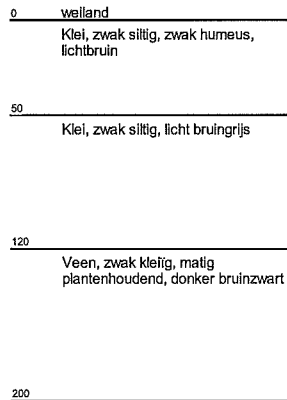 0 weiland
Klei, zwak siltig, zwak humeus,
lichtbruin
50
Klei, zwak siltig, licht bruingrijs
120
Veen, zwak kleiïg, matig
plantenhoudend, donker bruinzwart
200